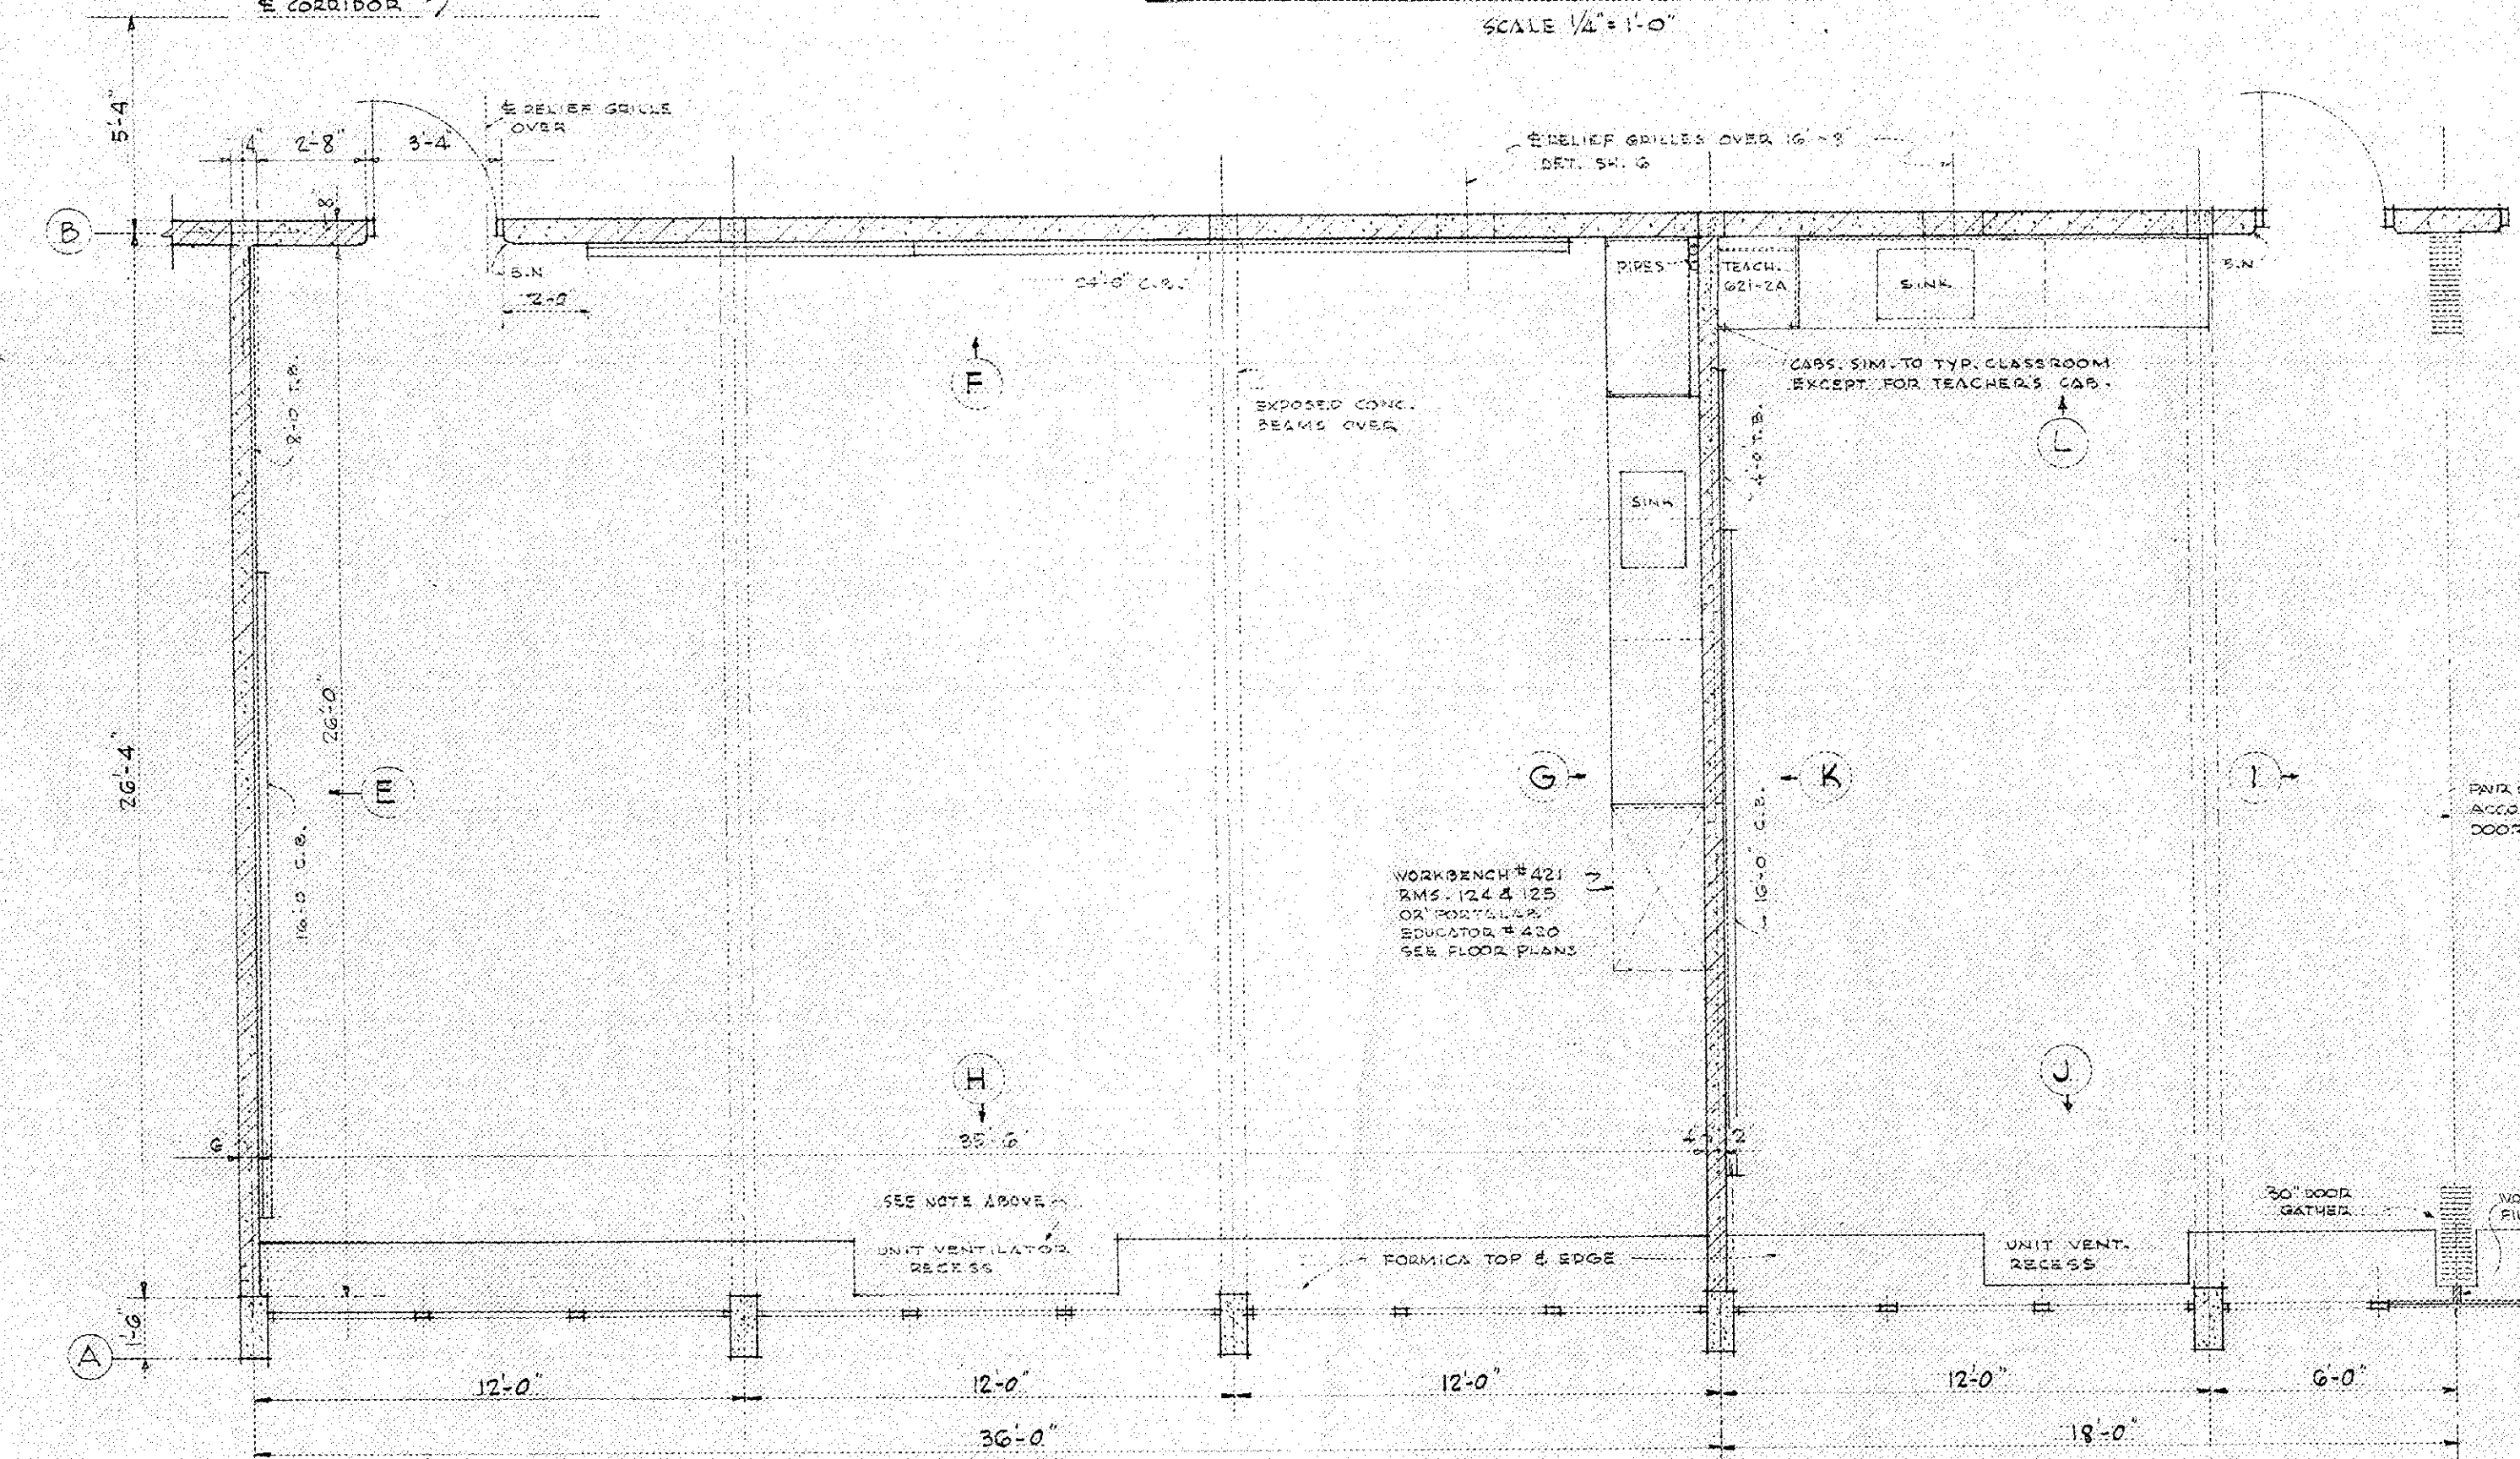 ℄ CORRIDOR
SCALE 1/4" = 1'-0"
5'-4"
4"
2'-8"
3'-4"
℄ RELIEF GRILLE
OVER
℄ RELIEF GRILLES OVER 16" × 8"
DET. SH. 6
B
8"
B.N.
2'-0"
24'-0" C.B.
PIPES
TEACH.
621-2A
SINK
B.N.
CABS. SIM. TO TYP. CLASSROOM
EXCEPT FOR TEACHER'S CAB.
8'-0 T.B.
F
EXPOSED CONC.
BEAMS OVER
SINK
4'-0 T.B.
L
26'-4"
26'-0"
E
16'-0 C.B.
G
K
I
16'-0" C.B.
PAIR
ACCO
DOOR
WORKBENCH #421
RMS. 124 & 125
OR
EDUCATOR #420
SEE FLOOR PLANS
H
35'-6"
J
6
4
2
SEE NOTE ABOVE
UNIT VENTILATOR
RECESS
FORMICA TOP & EDGE
UNIT VENT.
RECESS
30" DOOR
GATHER
A
1'-6"
12'-0"
12'-0"
12'-0"
12'-0"
6'-0"
36'-0"
18'-0"